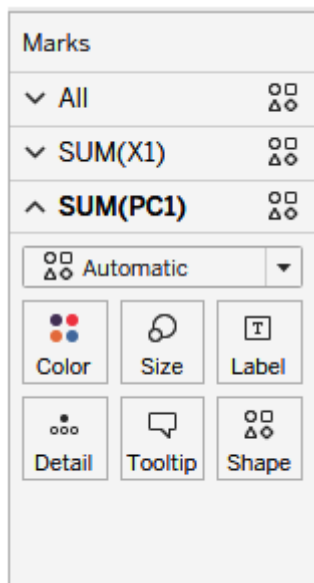 Marks
All
SUM(X1)
SUM(PC1)
Automatic
Color Size T Label
Detail Tooltip Shape